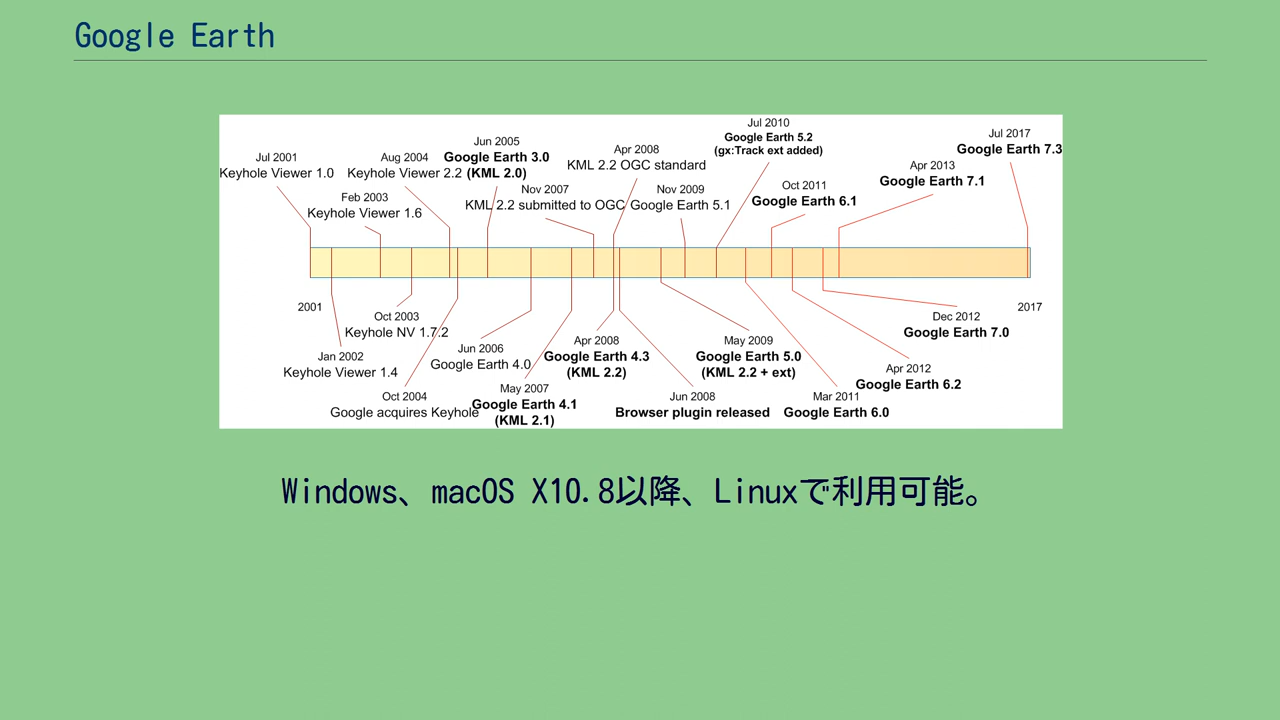 Google Earth
Jul 2001
Keyhole Viewer 1.0
Feb 2003
Keyhole Viewer 1.6
Aug 2004
Keyhole Viewer 2.2
Jun 2005
Google Earth 3.0
(KML 2.0)
Nov 2007
KML 2.2 submitted to OGC
Apr 2008
KML 2.2 OGC standard
Nov 2009
Google Earth 5.1
Jul 2010
Google Earth 5.2
(gx:Track ext added)
Oct 2011
Google Earth 6.1
Apr 2013
Google Earth 7.1
Jul 2017
Google Earth 7.3
2001
2017
Jan 2002
Keyhole Viewer 1.4
Oct 2003
Keyhole NV 1.7.2
Oct 2004
Google acquires Keyhole
Jun 2006
Google Earth 4.0
May 2007
Google Earth 4.1
(KML 2.1)
Apr 2008
Google Earth 4.3
(KML 2.2)
Jun 2008
Browser plugin released
May 2009
Google Earth 5.0
(KML 2.2 + ext)
Mar 2011
Google Earth 6.0
Apr 2012
Google Earth 6.2
Dec 2012
Google Earth 7.0
Windows、macOS X10.8以降、Linuxで利用可能。